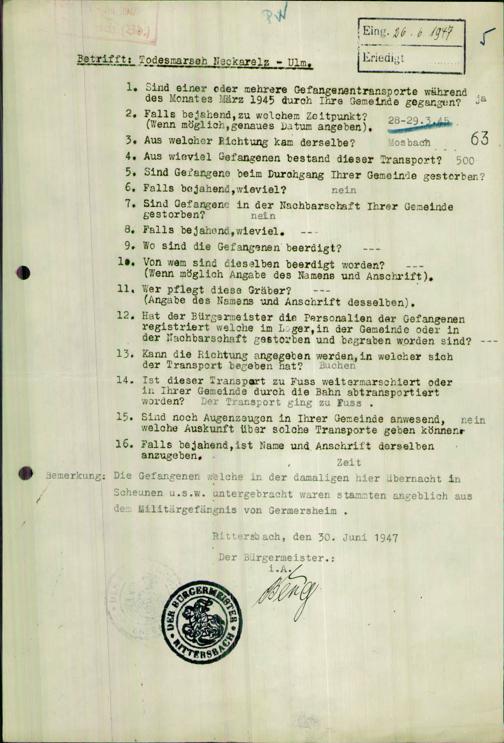 PW
Eing. 26.6.1947
Erledigt
5
Betrifft: Todesmarsch Neckarelz - Ulm.
1. Sind einer oder mehrere Gefangenentransporte während
des Monates März 1945 durch Ihre Gemeinde gegangen? ja
2. Falls bejahend, zu welchem Zeitpunkt? 28-29.3.45
(Wenn möglich, genaues Datum angeben).
3. Aus welcher Richtung kam derselbe? Mosbach 63
4. Aus wieviel Gefangenen bestand dieser Transport? 500
5. Sind Gefangene beim Durchgang Ihrer Gemeinde gestorben?
6. Falls bejahend, wieviel? nein
7. Sind Gefangene in der Nachbarschaft Ihrer Gemeinde
gestorben? nein
8. Falls bejahend, wieviel. ---
9. Wo sind die Gefangenen beerdigt? ---
10. Von wem sind dieselben beerdigt worden? ---
(Wenn möglich Angabe des Namens und Anschrift).
11. Wer pflegt diese Gräber? ---
(Angabe des Namens und Anschrift desselben).
12. Hat der Bürgermeister die Personalien der Gefangenen
registriert welche im Lager, in der Gemeinde oder in
der Nachbarschaft gestorben und begraben worden sind? ---
13. Kann die Richtung angegeben werden, in welcher sich
der Transport begeben hat? Buchen
14. Ist dieser Transport zu Fuss weitermarschiert oder
in Ihrer Gemeinde durch die Bahn abtransportiert
worden? Der Transport ging zu Fuss .
15. Sind noch Augenzeugen in Ihrer Gemeinde anwesend, nein
welche Auskunft über solche Transporte geben können.
16. Falls bejahend, ist Name und Anschrift derselben
anzugeben.
Zeit
Bemerkung: Die Gefangenen welche in der damaligen hier übernacht in
Scheunen u.s.w. untergebracht waren stammten angeblich aus
dem Militärgefängnis von Germersheim .
Rittersbach, den 30. Juni 1947
Der Bürgermeister.:
i.A.
DER BÜRGERMEISTER
RITTERSBACH